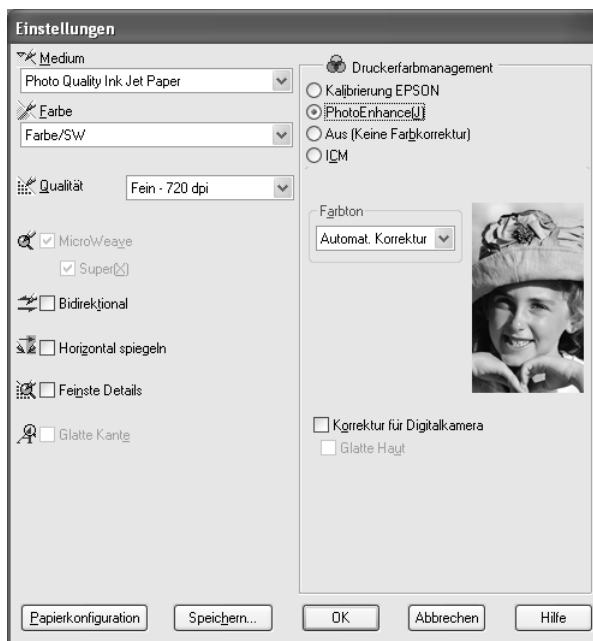 Einstellungen
Medium
Photo Quality Ink Jet Paper
Farbe
Farbe/SW
Qualität
Fein - 720 dpi
MicroWeave
Super(X)
Bidirektional
Horizontal spiegeln
Feinste Details
Glatte Kante
Druckerfarbmanagement
Kalibrierung EPSON
PhotoEnhance(J)
Aus (Keine Farbkorrektur)
ICM
Farbton
Automat. Korrektur
Korrektur für Digitalkamera
Glatte Haut
Papierkonfiguration
Speichern...
OK
Abbrechen
Hilfe